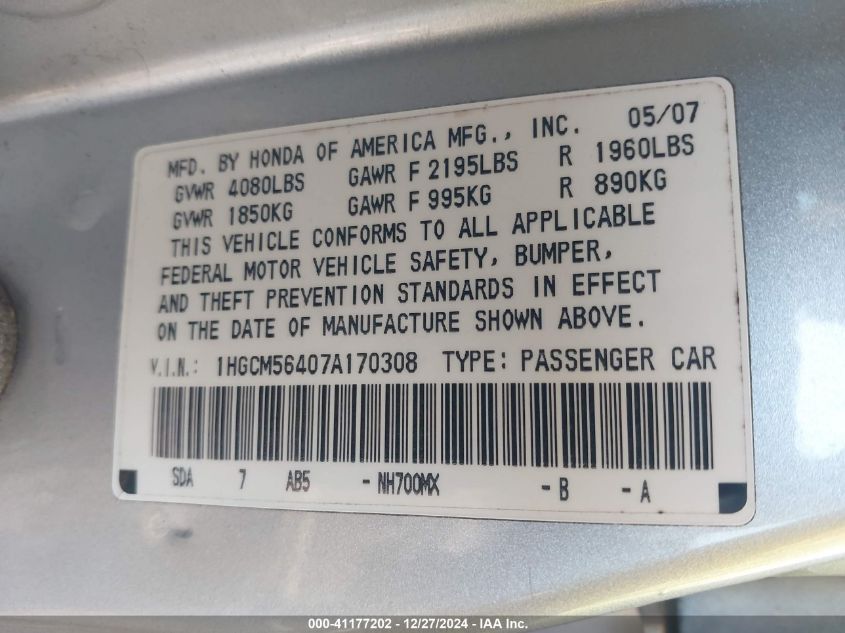 MFD. BY HONDA OF AMERICA MFG., INC. 05/07
GVWR 4080LBS GAWR F 2195LBS R 1960LBS
GVWR 1850KG GAWR F 995KG R 890KG
THIS VEHICLE CONFORMS TO ALL APPLICABLE
FEDERAL MOTOR VEHICLE SAFETY, BUMPER,
AND THEFT PREVENTION STANDARDS IN EFFECT
ON THE DATE OF MANUFACTURE SHOWN ABOVE.
V.I.N.: 1HGCM56407A170308 TYPE: PASSENGER CAR
SDA 7 AB5 -NH700MX -B -A
000-41177202 - 12/27/2024 - IAA Inc.